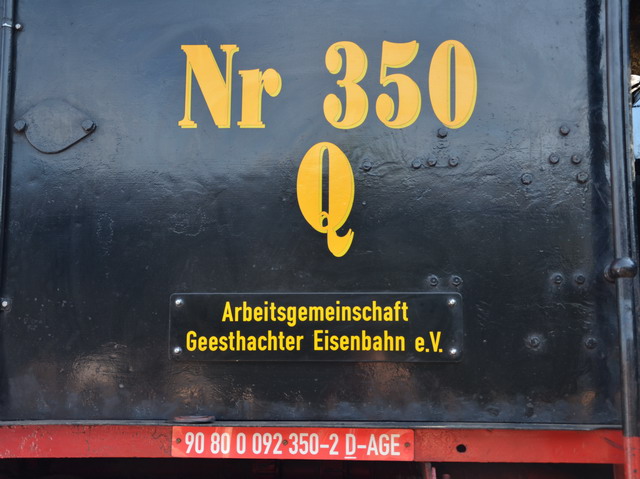 Nr 350
Q
Arbeitsgemeinschaft
Geesthachter Eisenbahn e.V.
90 80 0 092 350-2 D-AGE